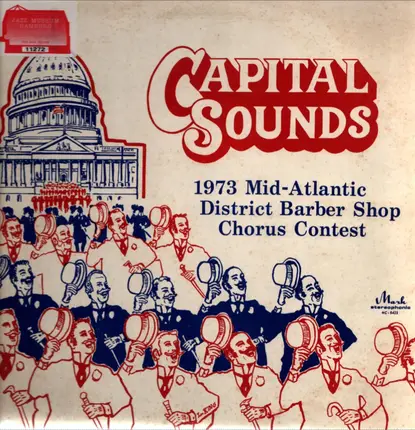 CAPITAL
SOUNDS
1973 Mid-Atlantic
District Barber Shop
Chorus Contest
11272
Mark
stereophonic